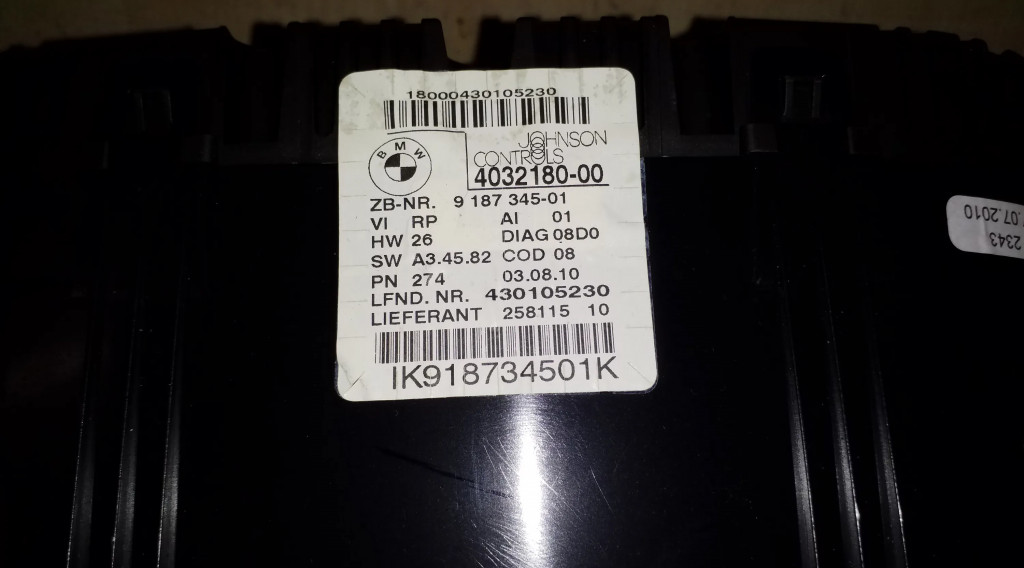 18000430105230
BMW
JOHNSON
CONTROLS
4032180-00
ZB-NR. 9 187 345-01
VI RP AI 01
HW 26 DIAG 08D0
SW A3.45.82 COD 08
PN 274 03.08.10
LFND. NR. 430105230
LIEFERANT 258115 10
IK918734501K
2343
.07.2010